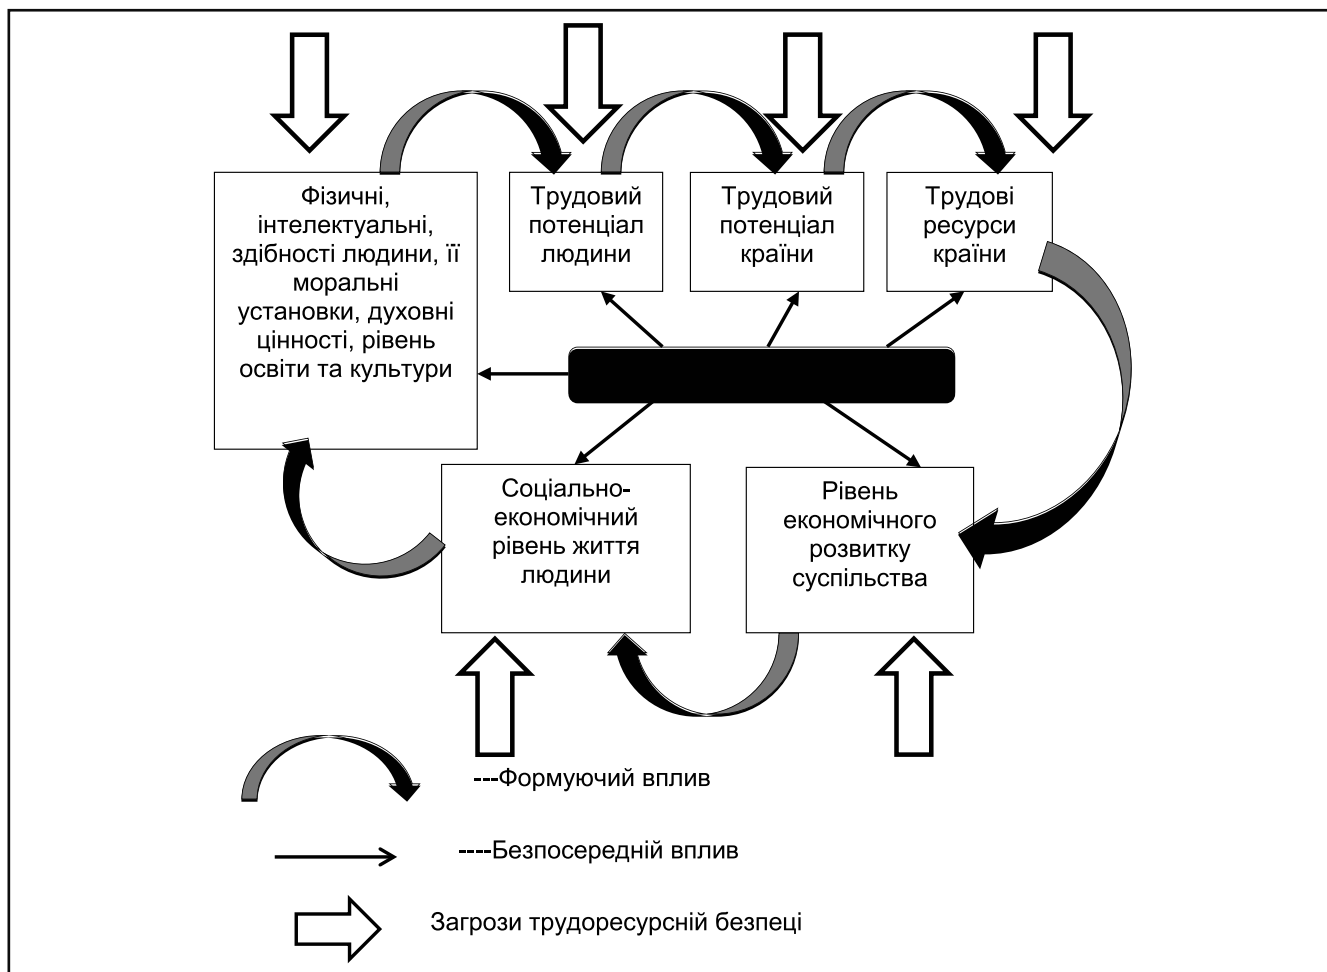 Фізичні,
інтелектуальні,
здібності людини, її
моральні
установки, духовні
цінності, рівень
освіти та культури
Трудовий
потенціал
людини
Трудовий
потенціал
країни
Трудові
ресурси
країни
Соціально-
економічний
рівень життя
людини
Рівень
економічного
розвитку
суспільства
---Формуючий вплив
----Безпосередній вплив
Загрози трудоресурсній безпеці